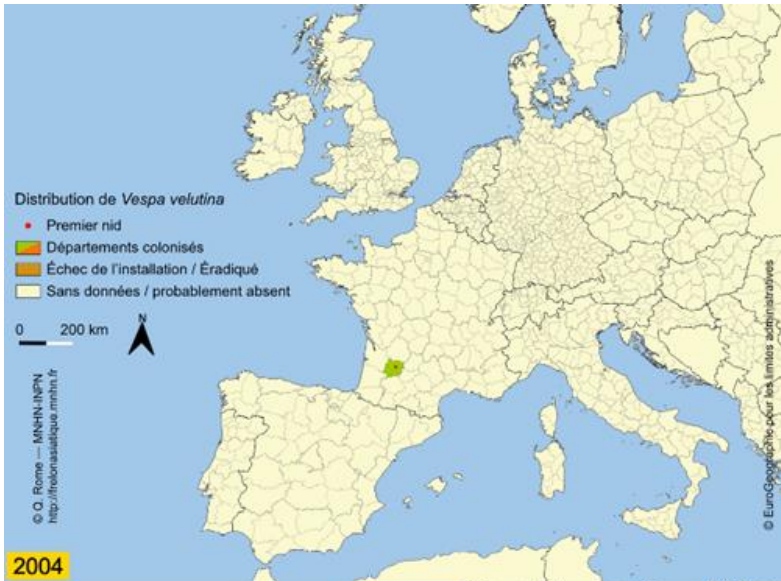 Distribution de Vespa velutina
Premier nid
Départements colonisés
Échec de l'installation / Éradiqué
Sans données / probablement absent
0 200 km
N
© Q. Rome — MNHN-INPN
http://frelonasiatique.mnhn.fr
© EuroGeographic pour les limites administratives
2004